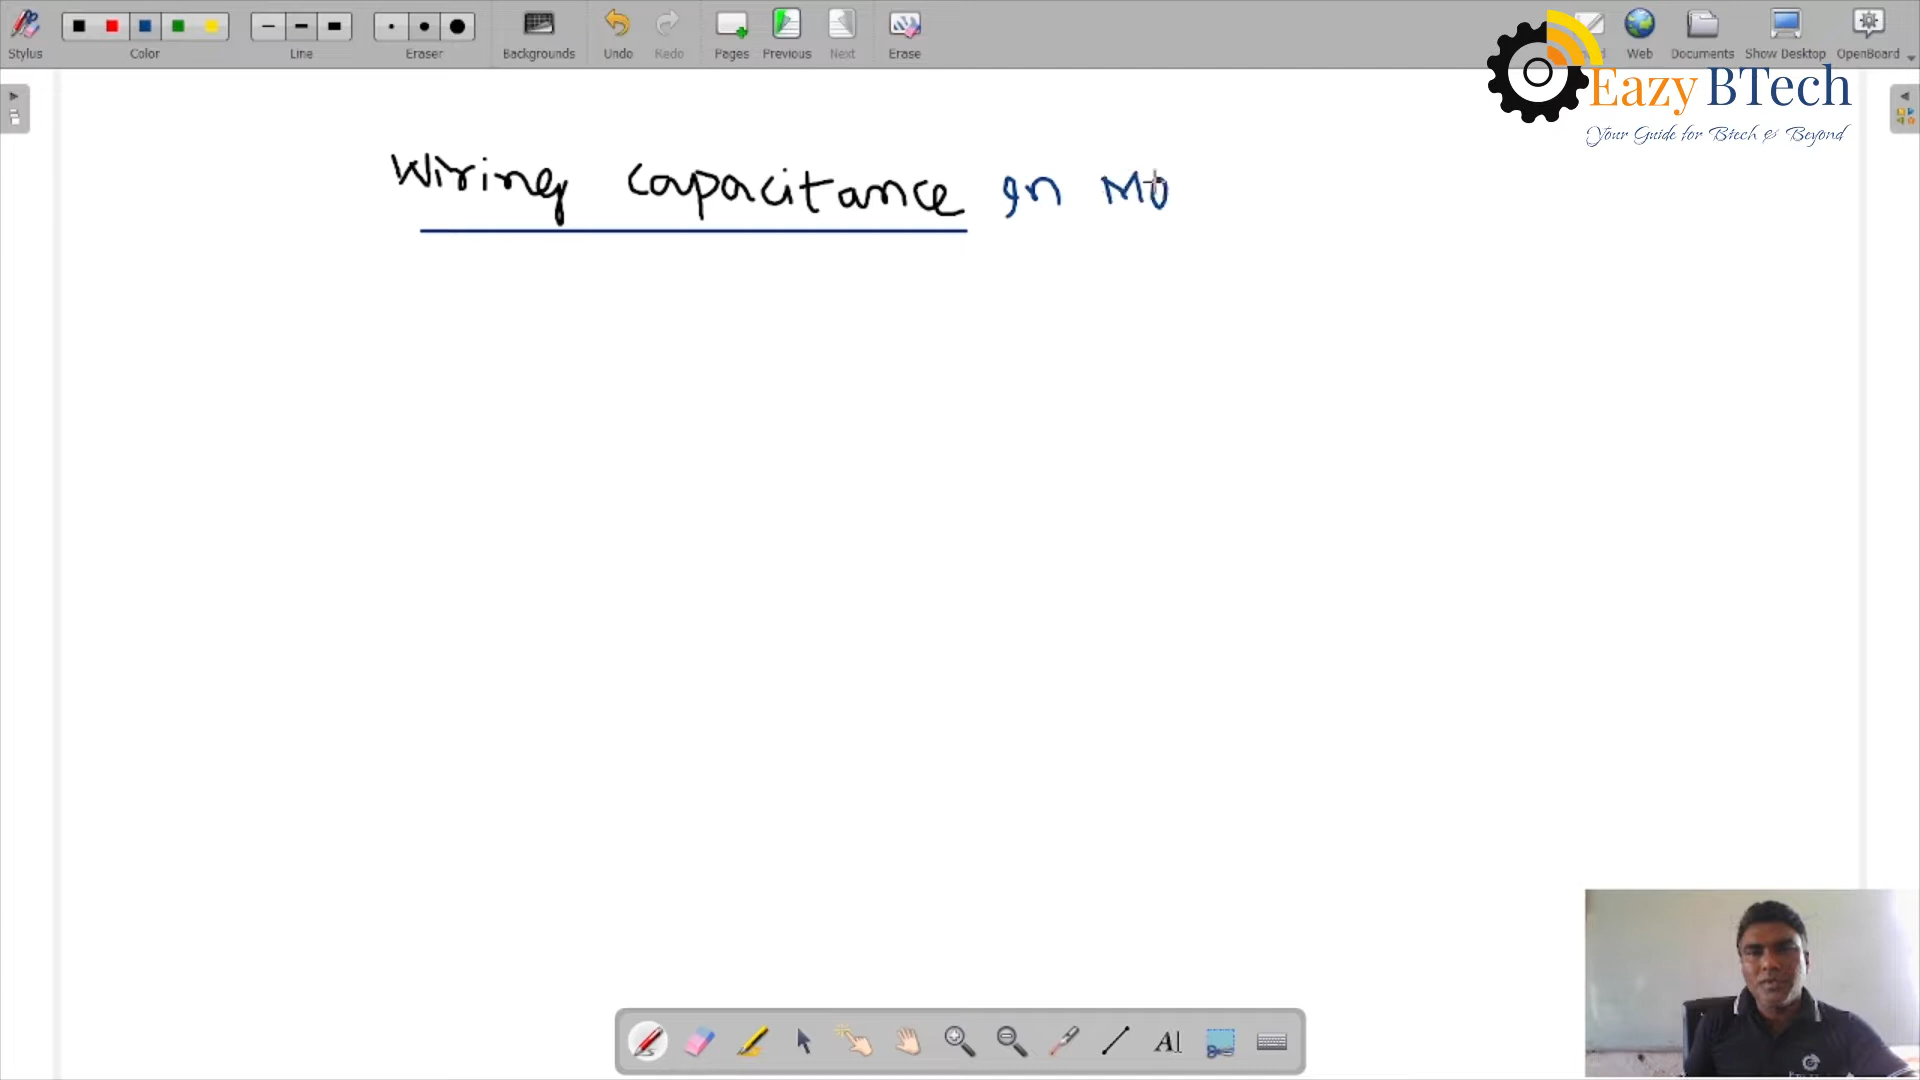 Stylus Color Line Eraser Backgrounds Undo Redo Pages Previous Next Erase Web Documents Show Desktop OpenBoard
Eazy BTech
Your Guide for Btech & Beyond
Wiring capacitance in MO
A